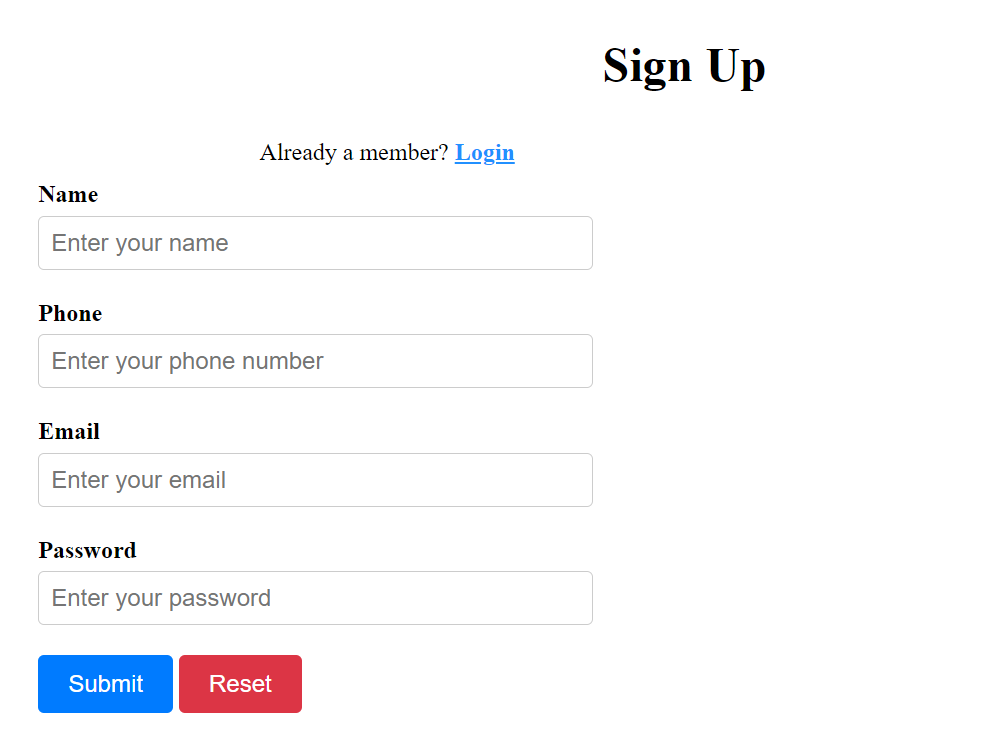 Sign Up
Already a member? Login
Name
Enter your name
Phone
Enter your phone number
Email
Enter your email
Password
Enter your password
Submit Reset